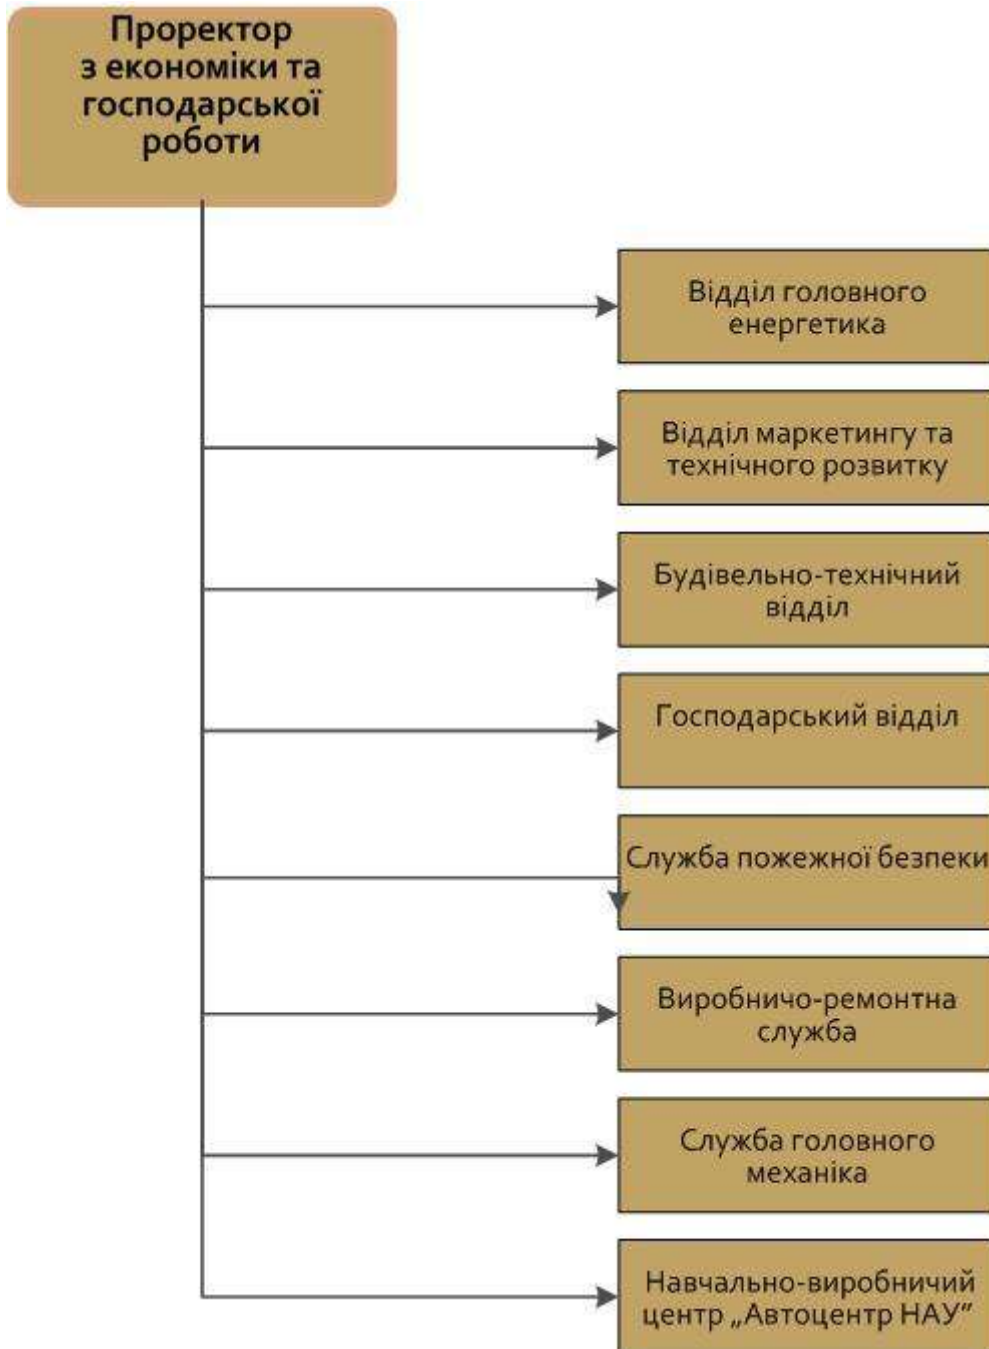 Проректор
з економіки та
господарської
роботи
Відділ головного
енергетика
Відділ маркетингу та
технічного розвитку
Будівельно-технічний
відділ
Господарський відділ
Служба пожежної безпеки
Виробничо-ремонтна
служба
Служба головного
механіка
Навчально-виробничий
центр „Автоцентр НАУ”